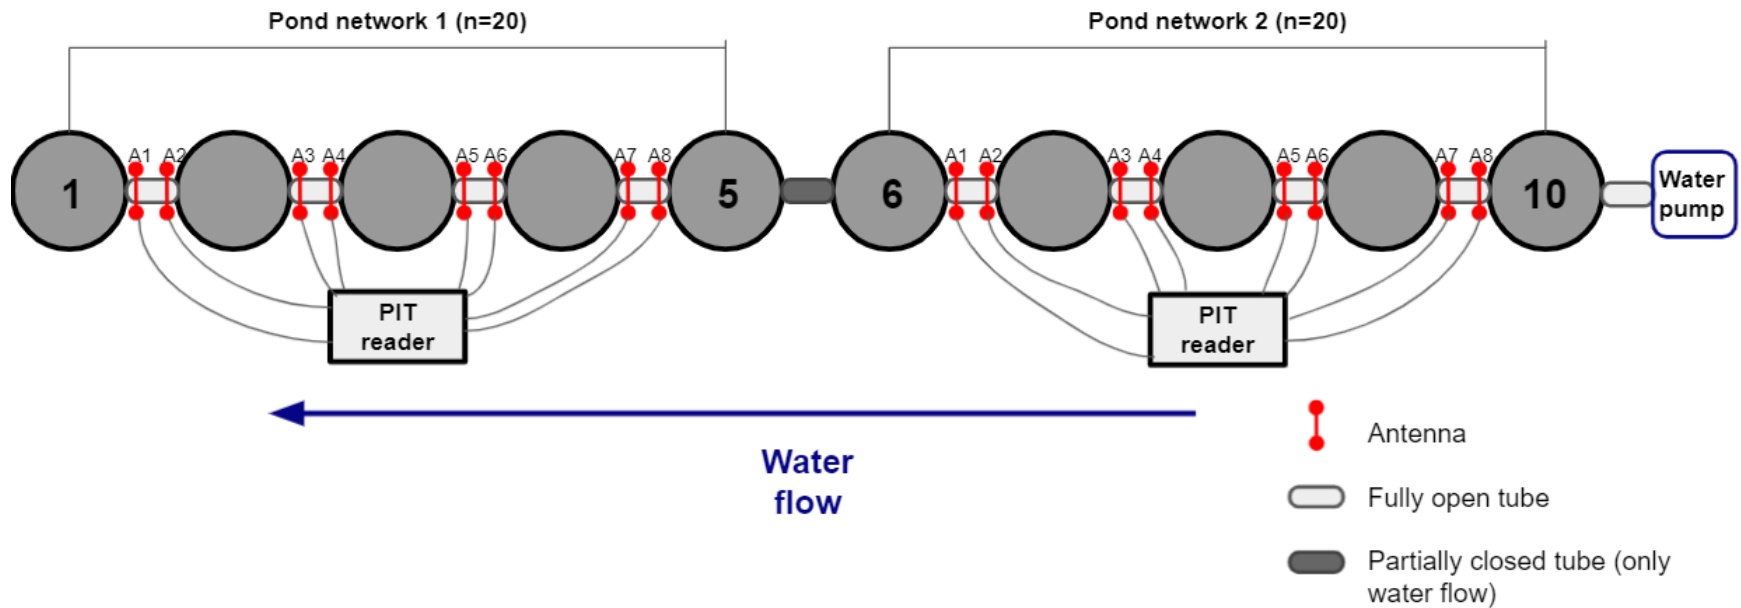 Pond network 1 (n=20)
Pond network 2 (n=20)
A1 A2 A3 A4 A5 A6 A7 A8 A1 A2 A3 A4 A5 A6 A7 A8
1 5 6 10
Water
pump
PIT
reader
PIT
reader
Water
flow
Antenna
Fully open tube
Partially closed tube (only
water flow)